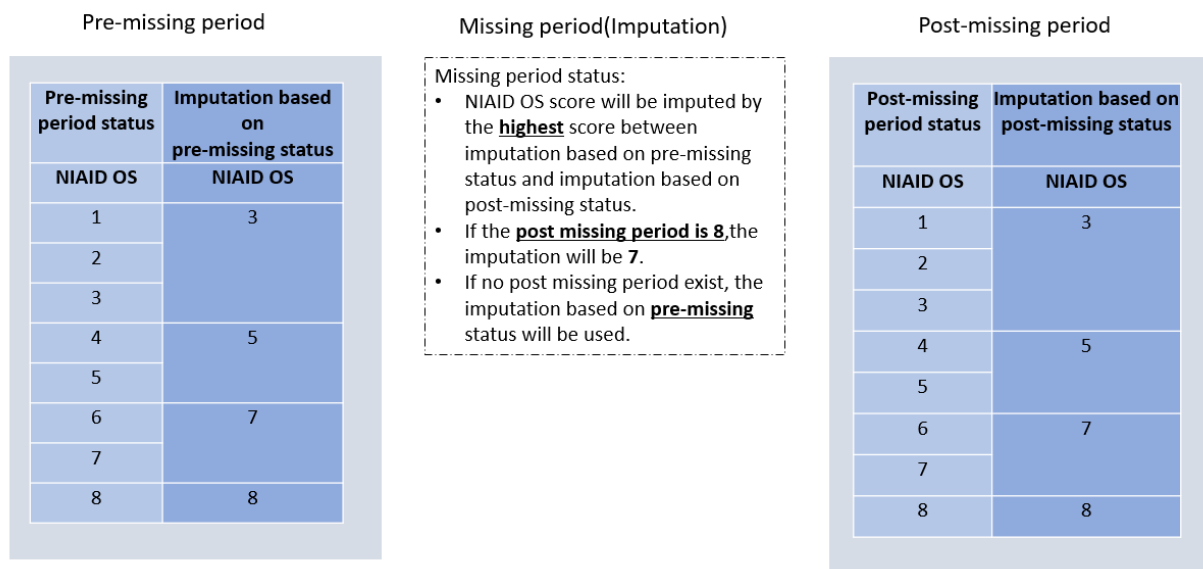 Pre-missing period
Missing period(Imputation)
Post-missing period
Pre-missing
period status
Imputation based
on
pre-missing status
NIAID OS
NIAID OS
1
3
2
3
4
5
5
6
7
7
8
8
Missing period status:
• NIAID OS score will be imputed by
the highest score between
imputation based on pre-missing
status and imputation based on
post-missing status.
• If the post missing period is 8,the
imputation will be 7.
• If no post missing period exist, the
imputation based on pre-missing
status will be used.
Post-missing
period status
Imputation based on
post-missing status
NIAID OS
NIAID OS
1
3
2
3
4
5
5
6
7
7
8
8